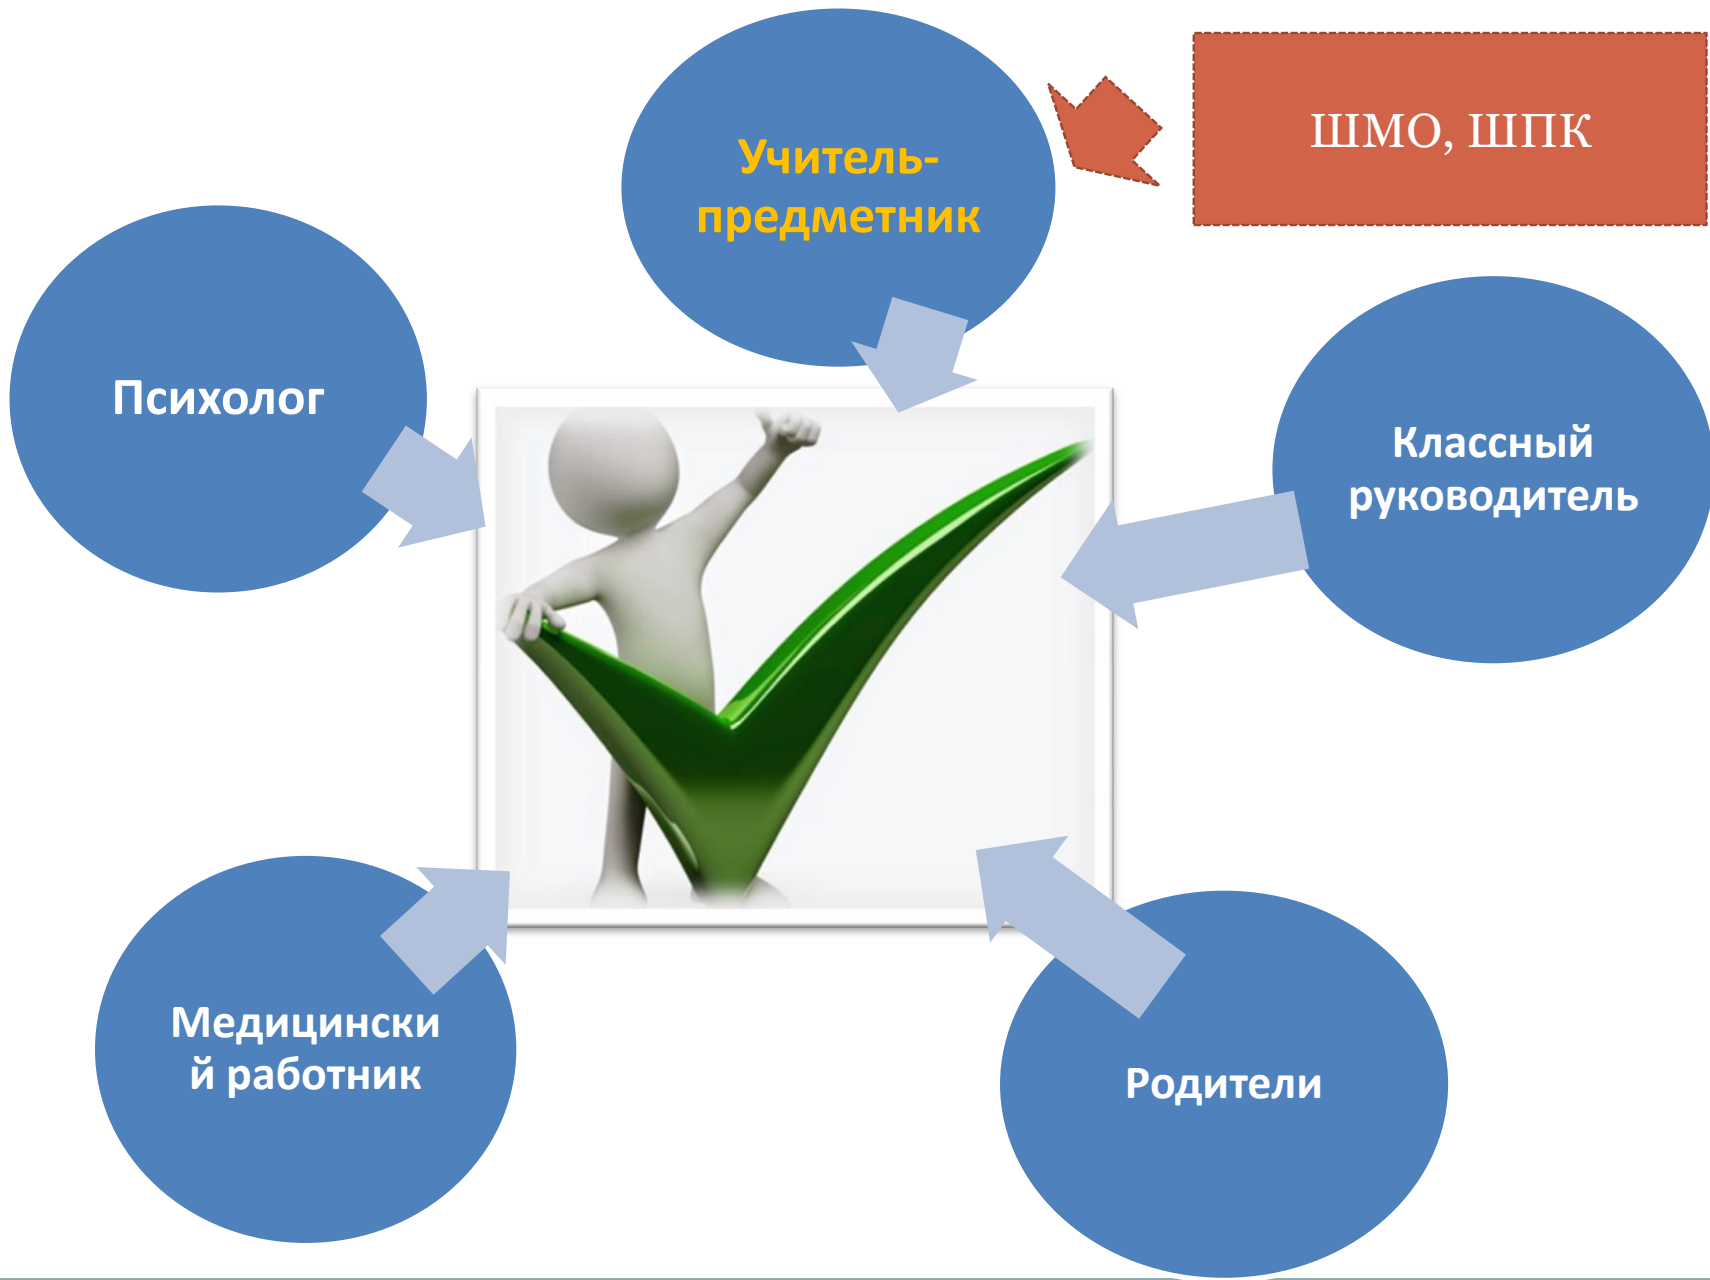 Учитель-
предметник
ШМО, ШПК
Психолог
Классный
руководитель
Медицински
й работник
Родители